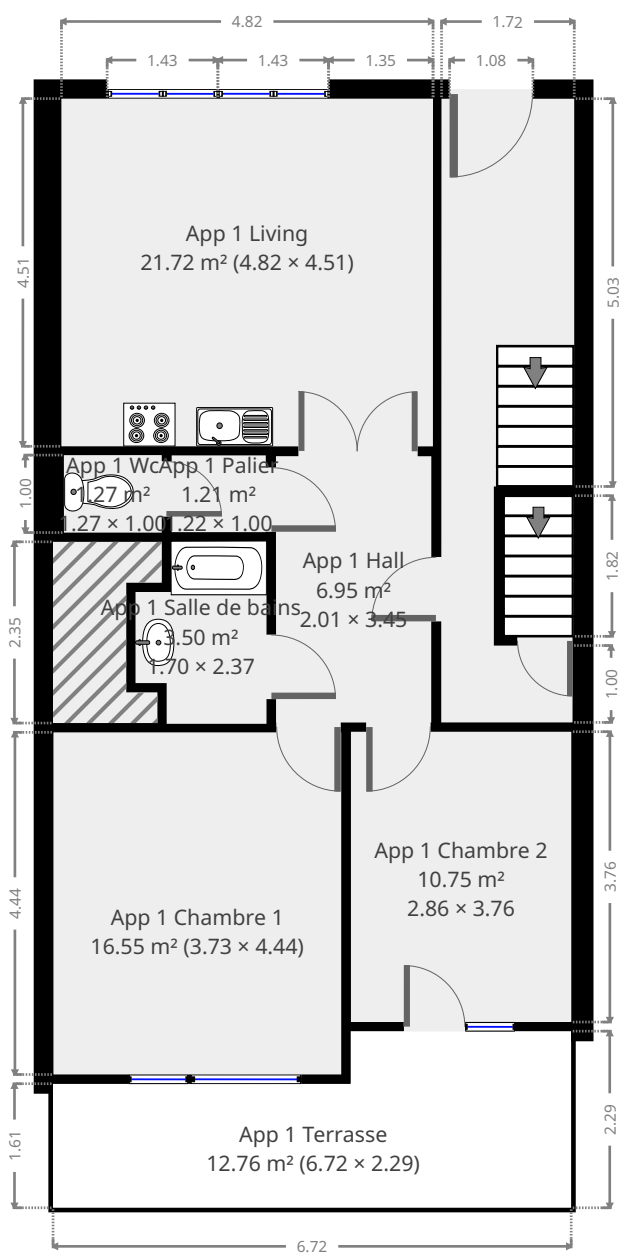 4.82
1.72
1.43
1.43
1.35
1.08
4.51
5.03
App 1 Living
21.72 m² (4.82 × 4.51)
App 1 Wc
1.27 m²
1.27 × 1.00
App 1 Palier
1.21 m²
1.22 × 1.00
1.00
App 1 Hall
6.95 m²
2.01 × 3.45
1.82
App 1 Salle de bains
3.50 m²
1.70 × 2.37
2.35
1.00
App 1 Chambre 2
10.75 m²
2.86 × 3.76
3.76
App 1 Chambre 1
16.55 m² (3.73 × 4.44)
4.44
App 1 Terrasse
12.76 m² (6.72 × 2.29)
1.61
2.29
6.72